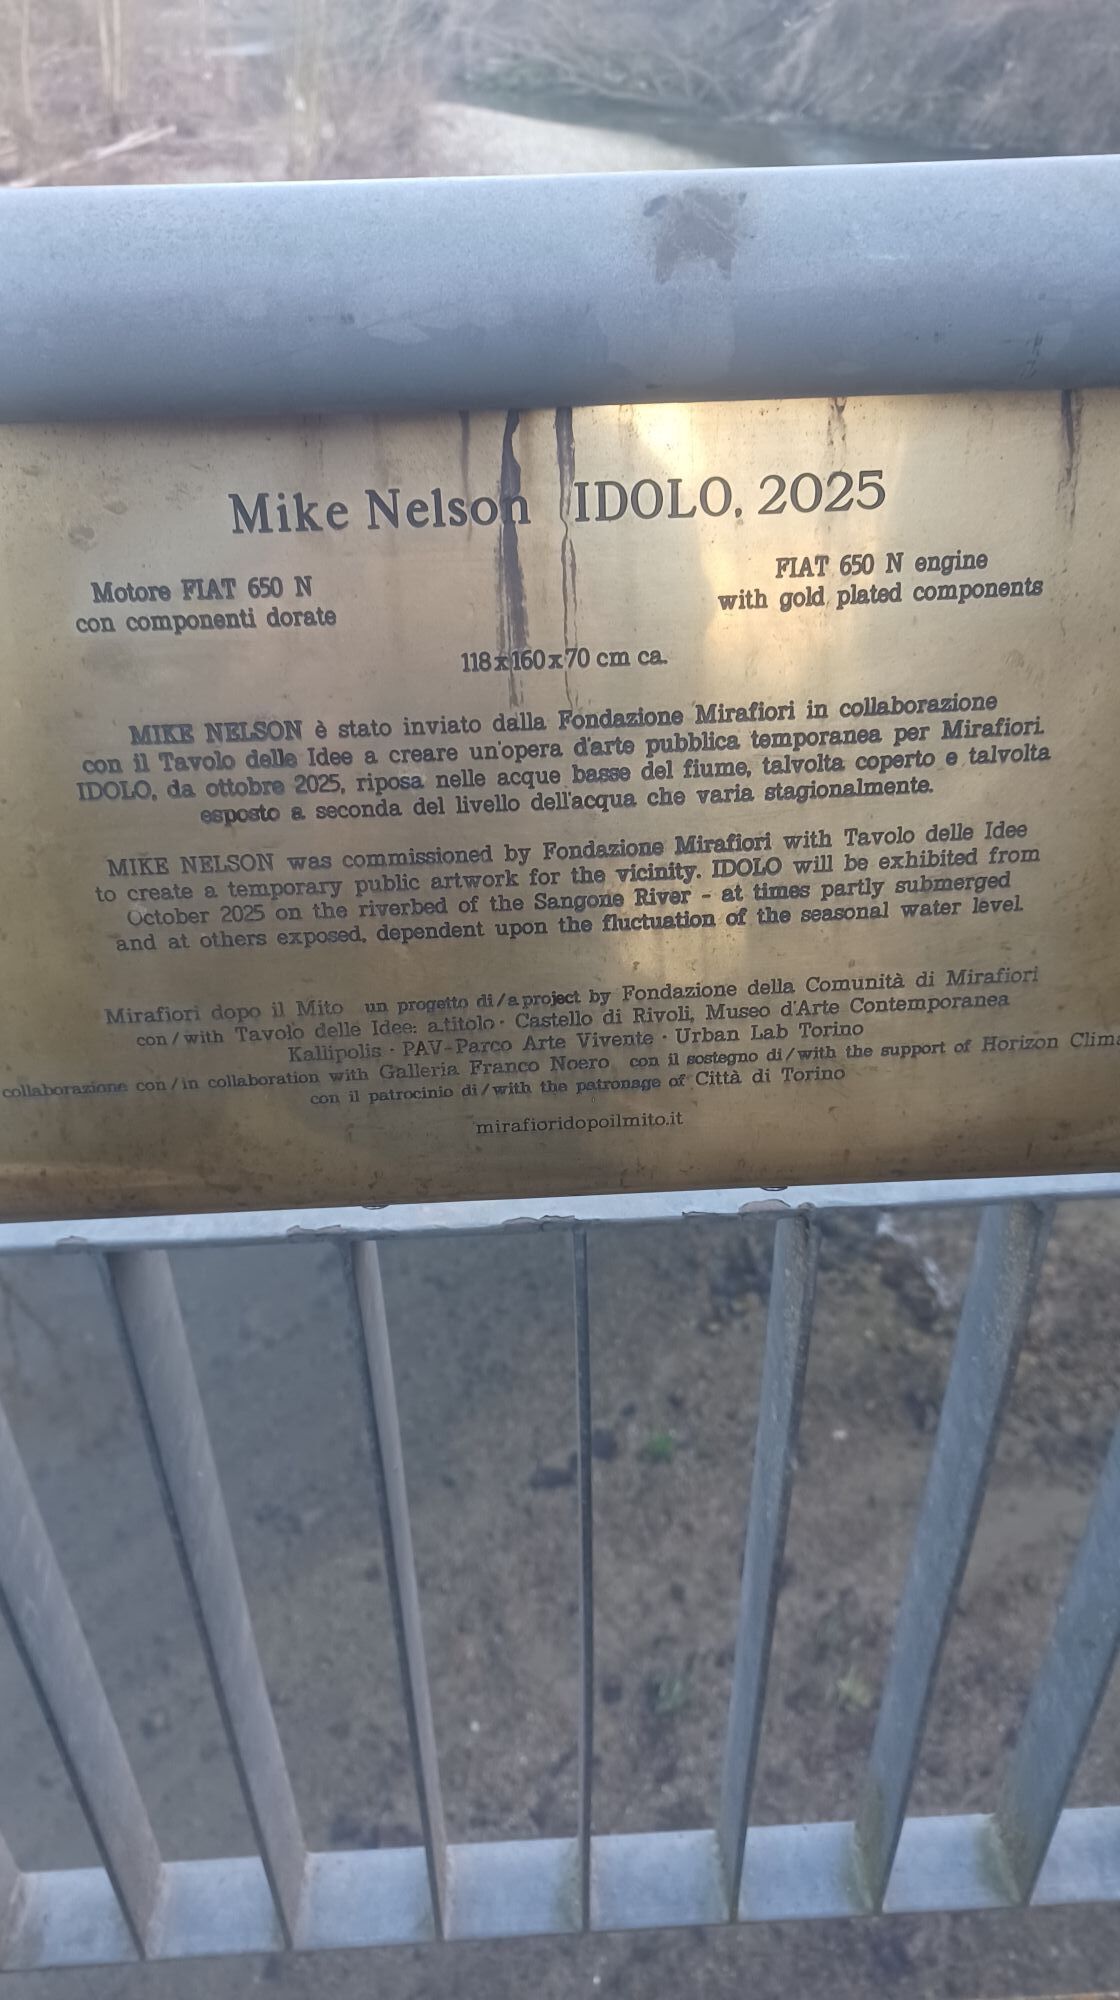 Mike Nelson IDOLO, 2025
Motore FIAT 650 N
con componenti dorate
FIAT 650 N engine
with gold plated components
118x160x70 cm ca.
MIKE NELSON è stato inviato dalla Fondazione Mirafiori in collaborazione
con il Tavolo delle Idee a creare un'opera d'arte pubblica temporanea per Mirafiori.
IDOLO, da ottobre 2025, riposa nelle acque basse del fiume, talvolta coperto e talvolta
esposto a seconda del livello dell'acqua che varia stagionalmente.
MIKE NELSON was commissioned by Fondazione Mirafiori with Tavolo delle Idee
to create a temporary public artwork for the vicinity. IDOLO will be exhibited from
October 2025 on the riverbed of the Sangone River - at times partly submerged
and at others exposed, dependent upon the fluctuation of the seasonal water level.
Mirafiori dopo il Mito un progetto di/a project by Fondazione della Comunità di Mirafiori
con/with Tavolo delle Idee: a.titolo · Castello di Rivoli, Museo d'Arte Contemporanea
Kallipolis · PAV-Parco Arte Vivente · Urban Lab Torino
collaborazione con/in collaboration with Galleria Franco Noero con il sostegno di/with the support of Horizon Clima
con il patrocinio di/with the patronage of Città di Torino
mirafioridopoilmito.it